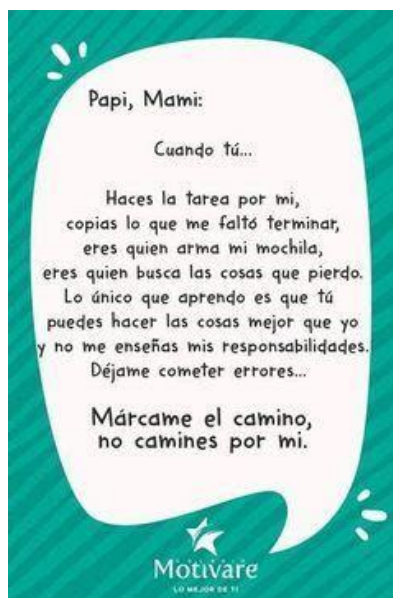 Papi, Mami:
Cuando tú...
Haces la tarea por mi,
copias lo que me faltó terminar,
eres quien arma mi mochila,
eres quien busca las cosas que pierdo.
Lo único que aprendo es que tú
puedes hacer las cosas mejor que yo
y no me enseñas mis responsabilidades.
Déjame cometer errores...
Márcame el camino,
no camines por mi.
Motivare
LO MEJOR DE TI